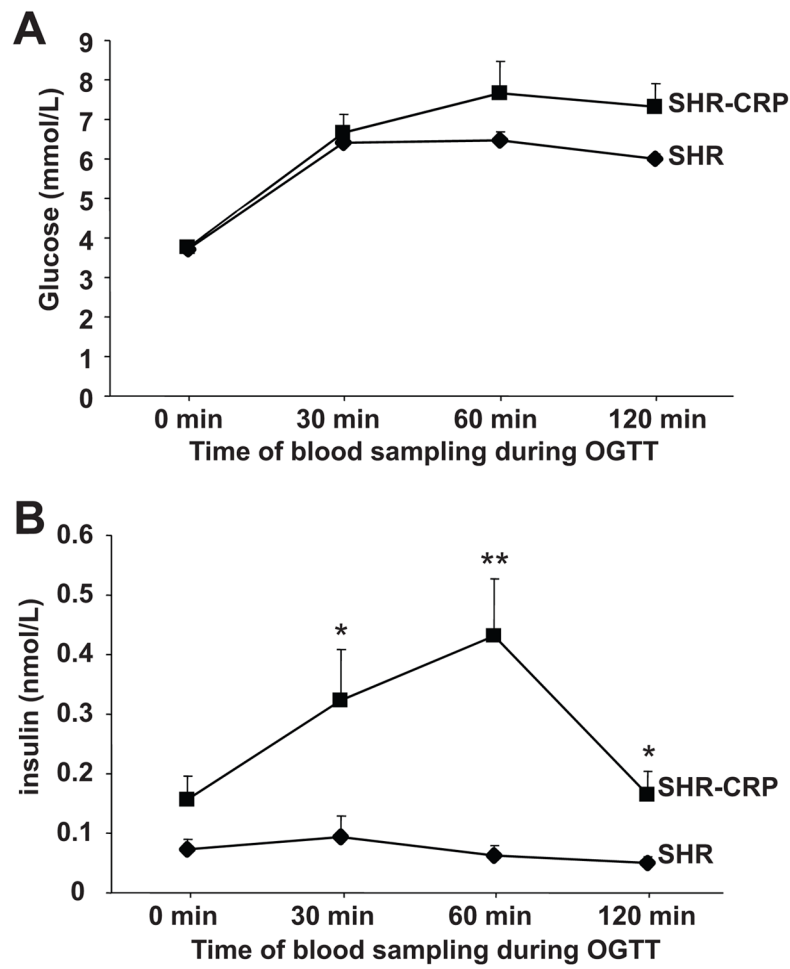 A
9
8
7
6
5
4
3
2
1
0
Glucose (mmol/L)
SHR-CRP
SHR
0 min 30 min 60 min 120 min
Time of blood sampling during OGTT
B
0.6
0.5
0.4
0.3
0.2
0.1
0
insulin (nmol/L)
*
**
*
SHR-CRP
SHR
0 min 30 min 60 min 120 min
Time of blood sampling during OGTT